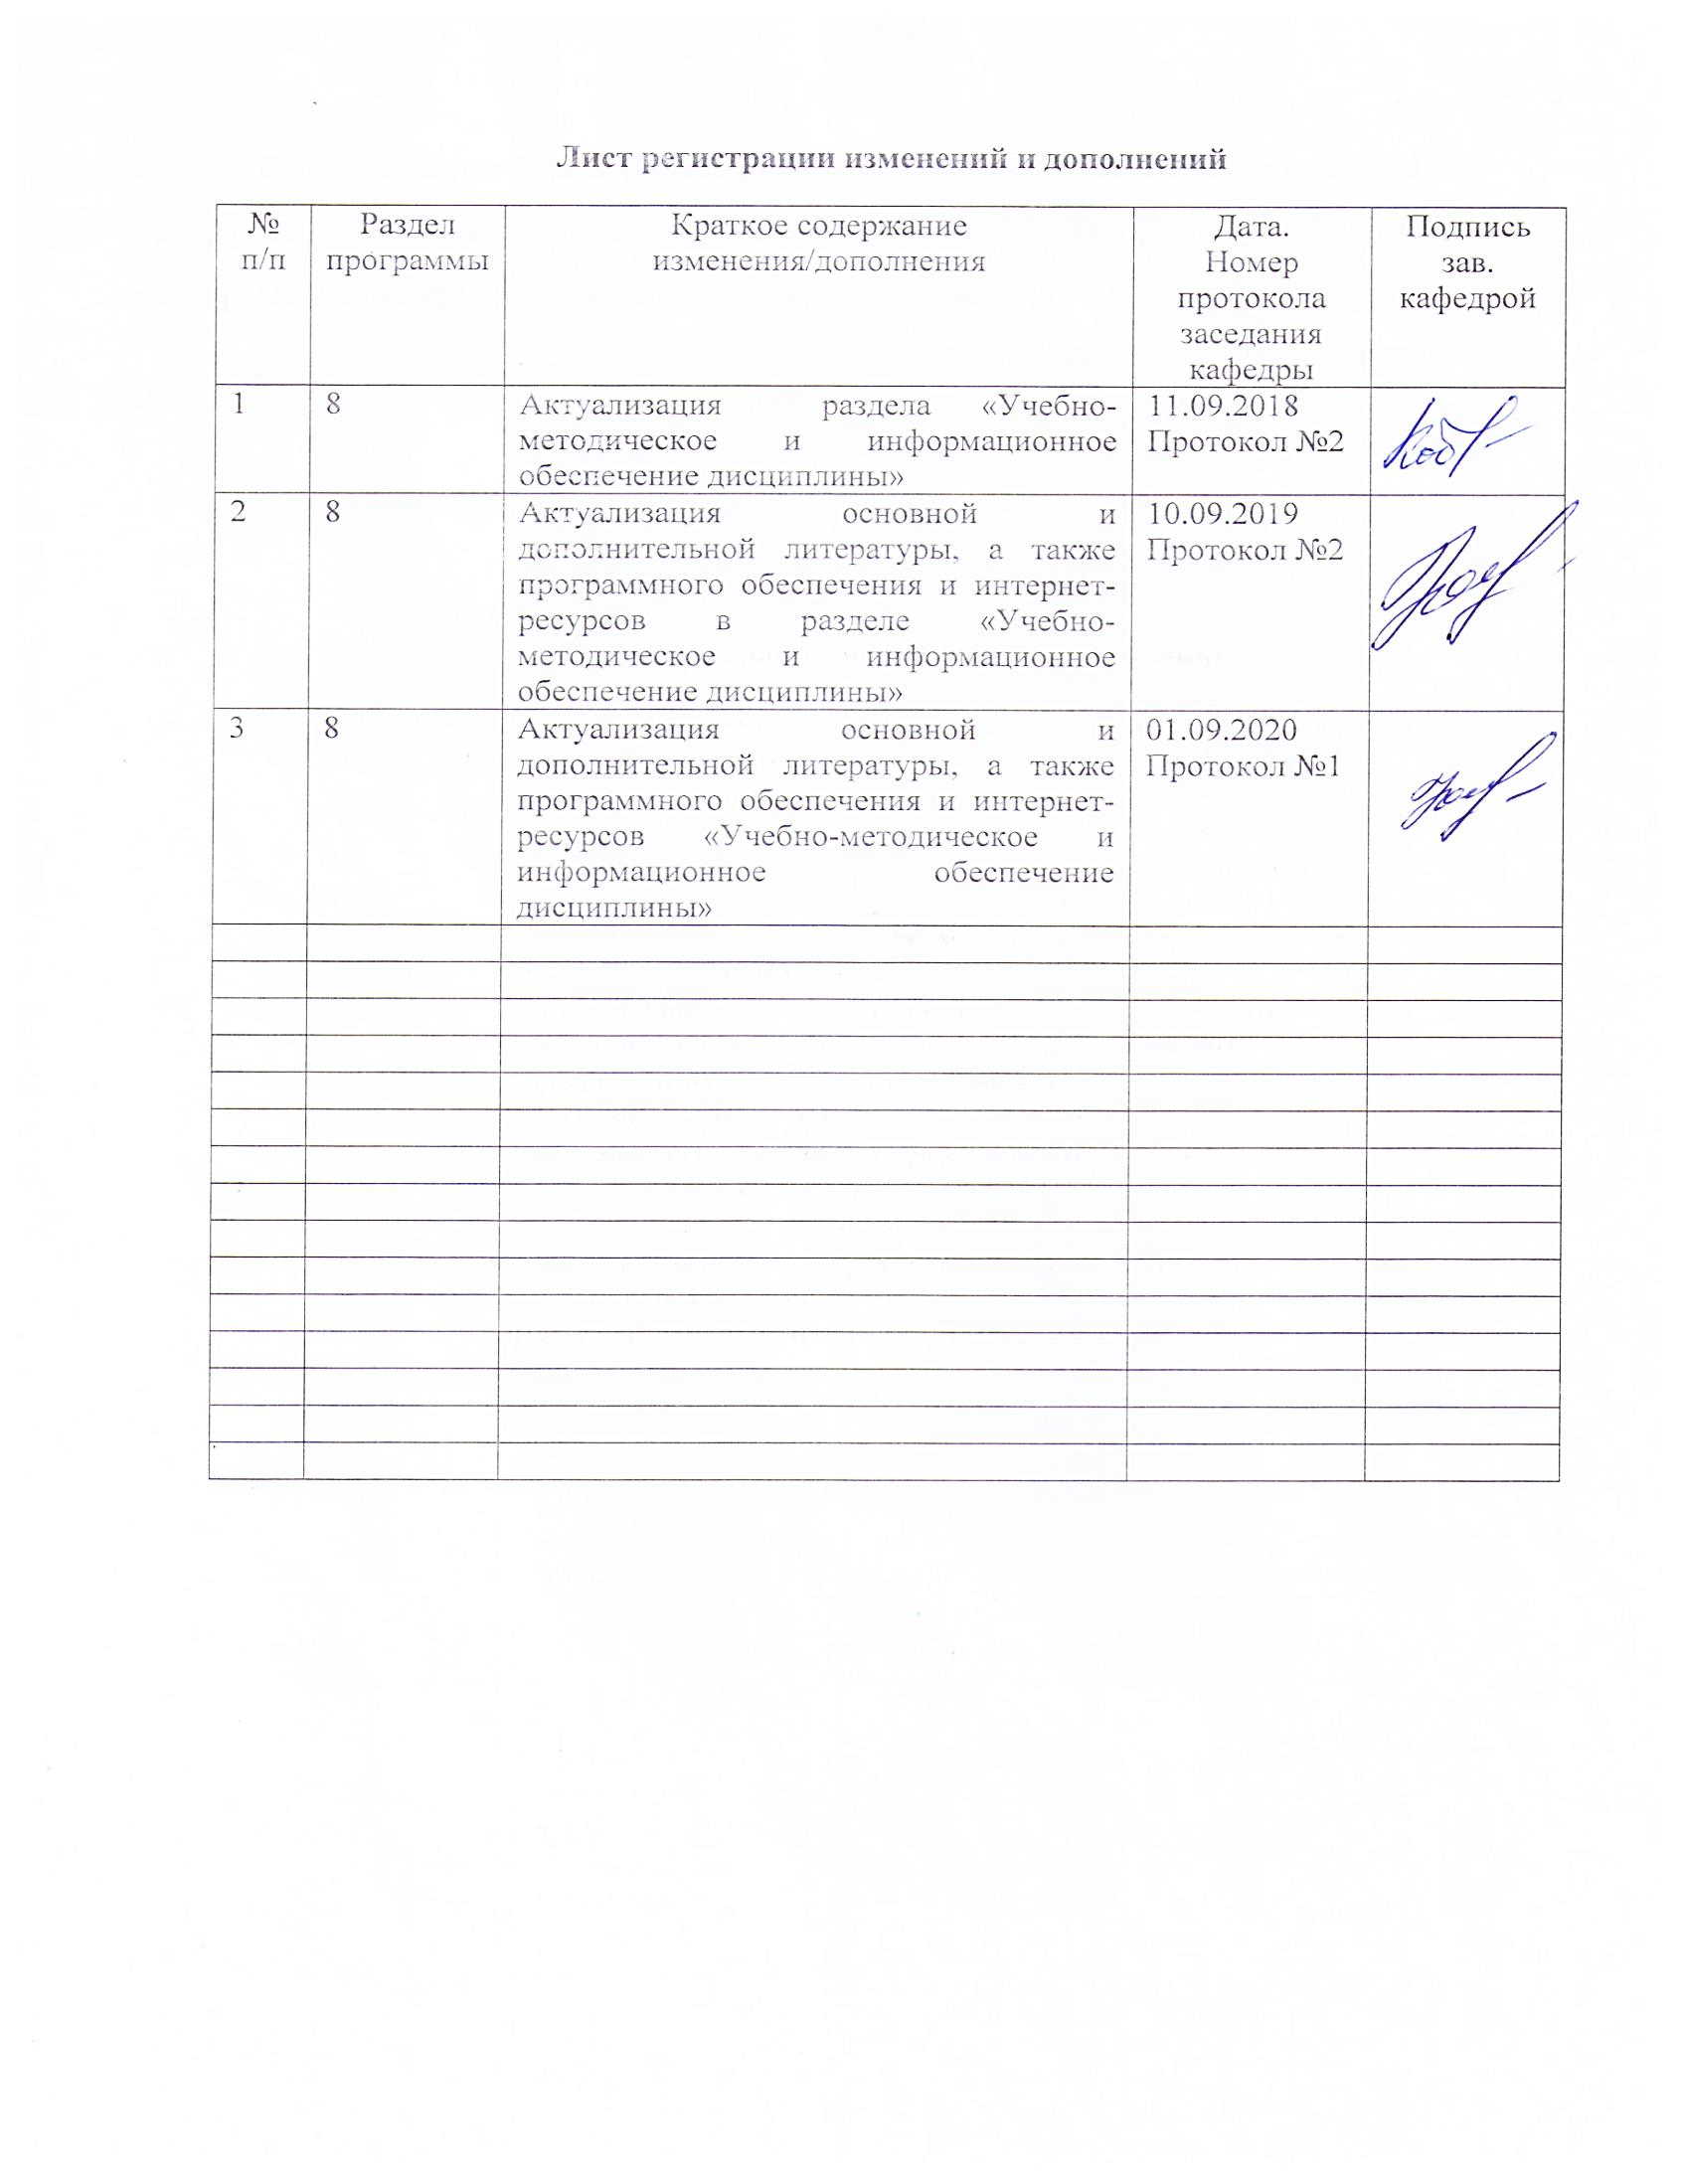 Лист регистрации изменений и дополнений
№ п/п
Раздел программы
Краткое содержание изменения/дополнения
Дата.
Номер
протокола
заседания
кафедры
Подпись
зав.
кафедрой
1
8
Актуализация раздела «Учебно-
методическое и информационное
обеспечение дисциплины»
11.09.2018
Протокол №2
2
8
Актуализация основной и
дополнительной литературы, а также
программного обеспечения и интернет-
ресурсов в разделе «Учебно-
методическое и информационное
обеспечение дисциплины»
10.09.2019
Протокол №2
3
8
Актуализация основной и
дополнительной литературы, а также
программного обеспечения и интернет-
ресурсов «Учебно-методическое и
информационное обеспечение
дисциплины»
01.09.2020
Протокол №1